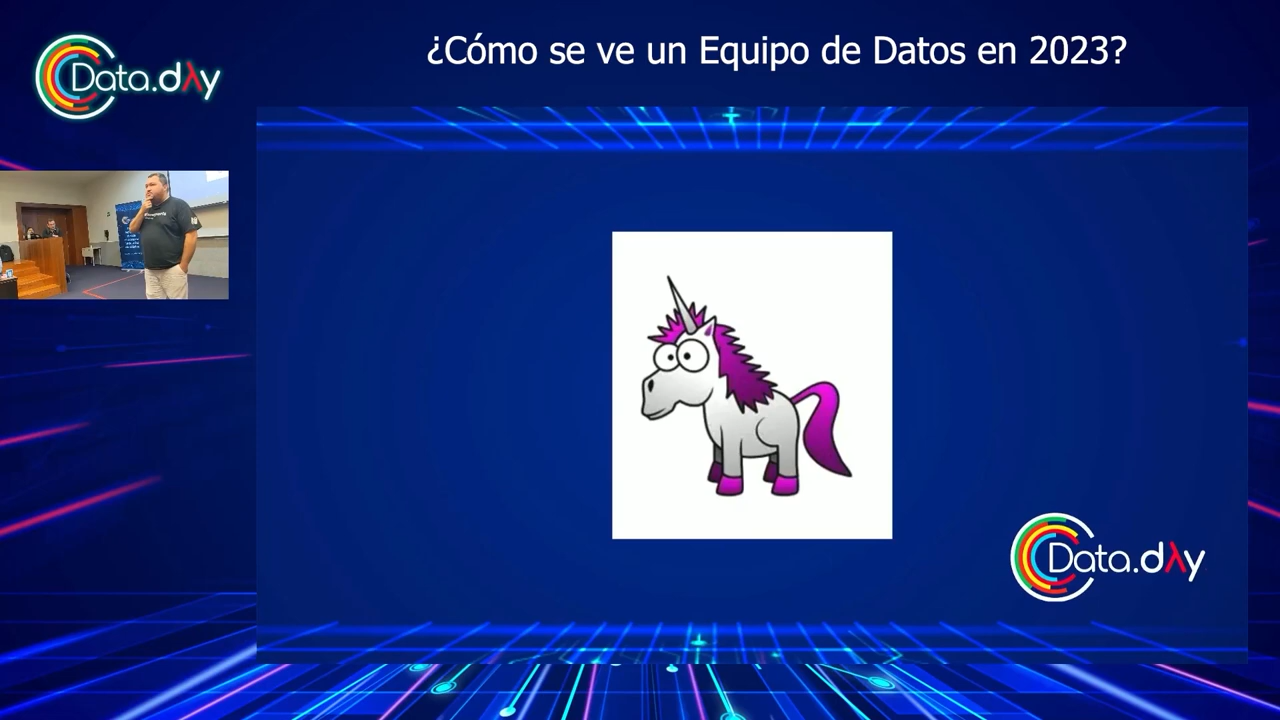 ¿Cómo se ve un Equipo de Datos en 2023?
Data.dλy
Data.dλy